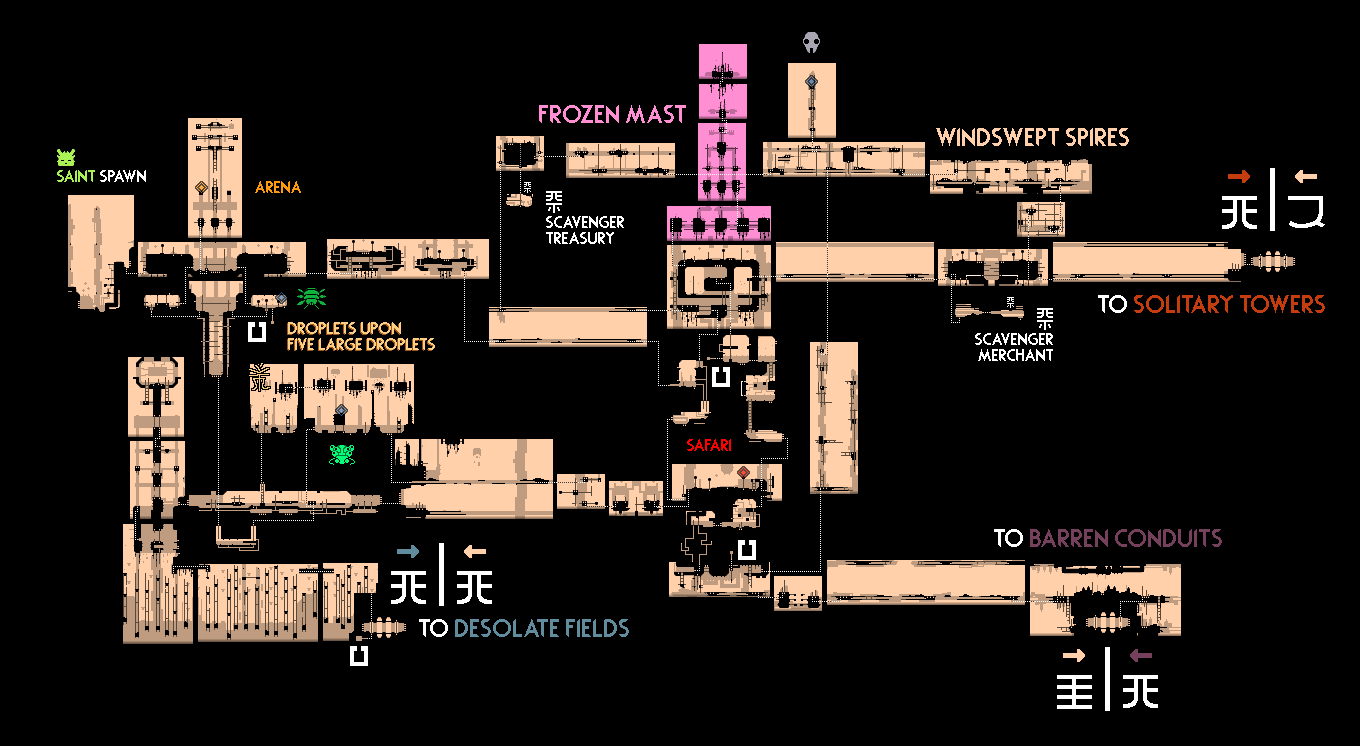 FROZEN MAST
WINDSWEPT SPIRES
SAINT SPAWN
ARENA
SCAVENGER
TREASURY
TO SOLITARY TOWERS
DROPLETS UPON
FIVE LARGE DROPLETS
SCAVENGER
MERCHANT
SAFARI
TO BARREN CONDUITS
TO DESOLATE FIELDS